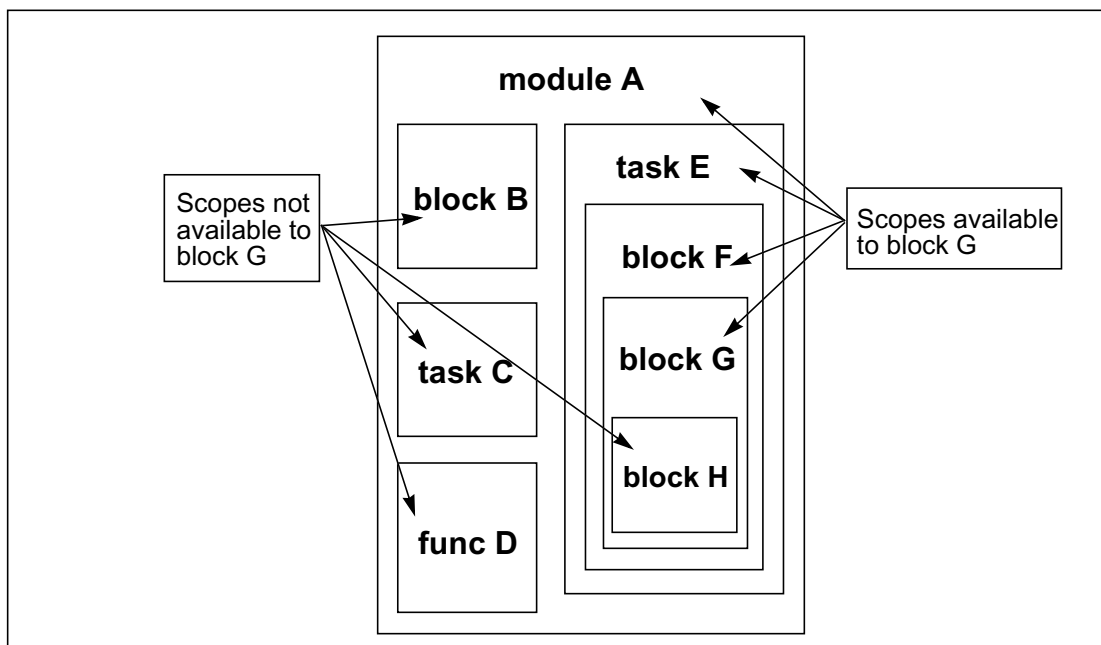 module A
task E
block B
Scopes not
available to
block G
Scopes available
to block G
block F
block G
task C
block H
func D